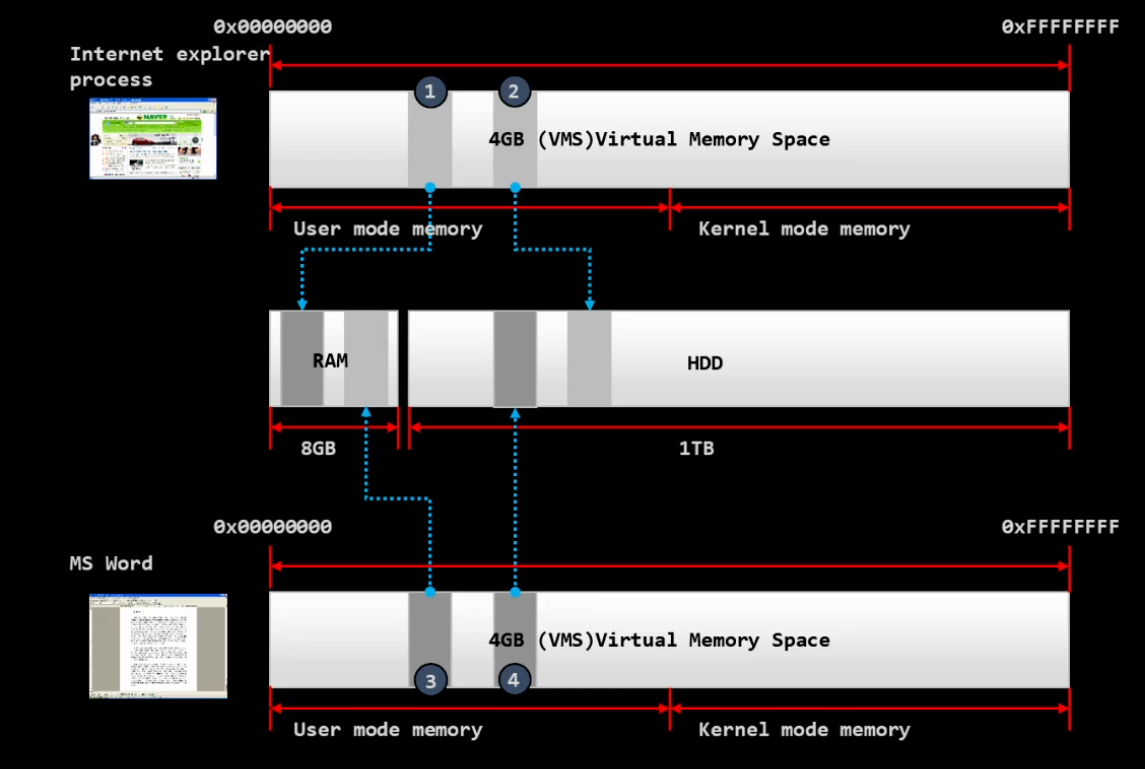 0x00000000
0xFFFFFFFF
Internet explorer
process
NAVER
1
2
4GB (VMS)Virtual Memory Space
User mode memory
Kernel mode memory
RAM
HDD
8GB
1TB
0x00000000
0xFFFFFFFF
MS Word
4GB (VMS)Virtual Memory Space
3
4
User mode memory
Kernel mode memory